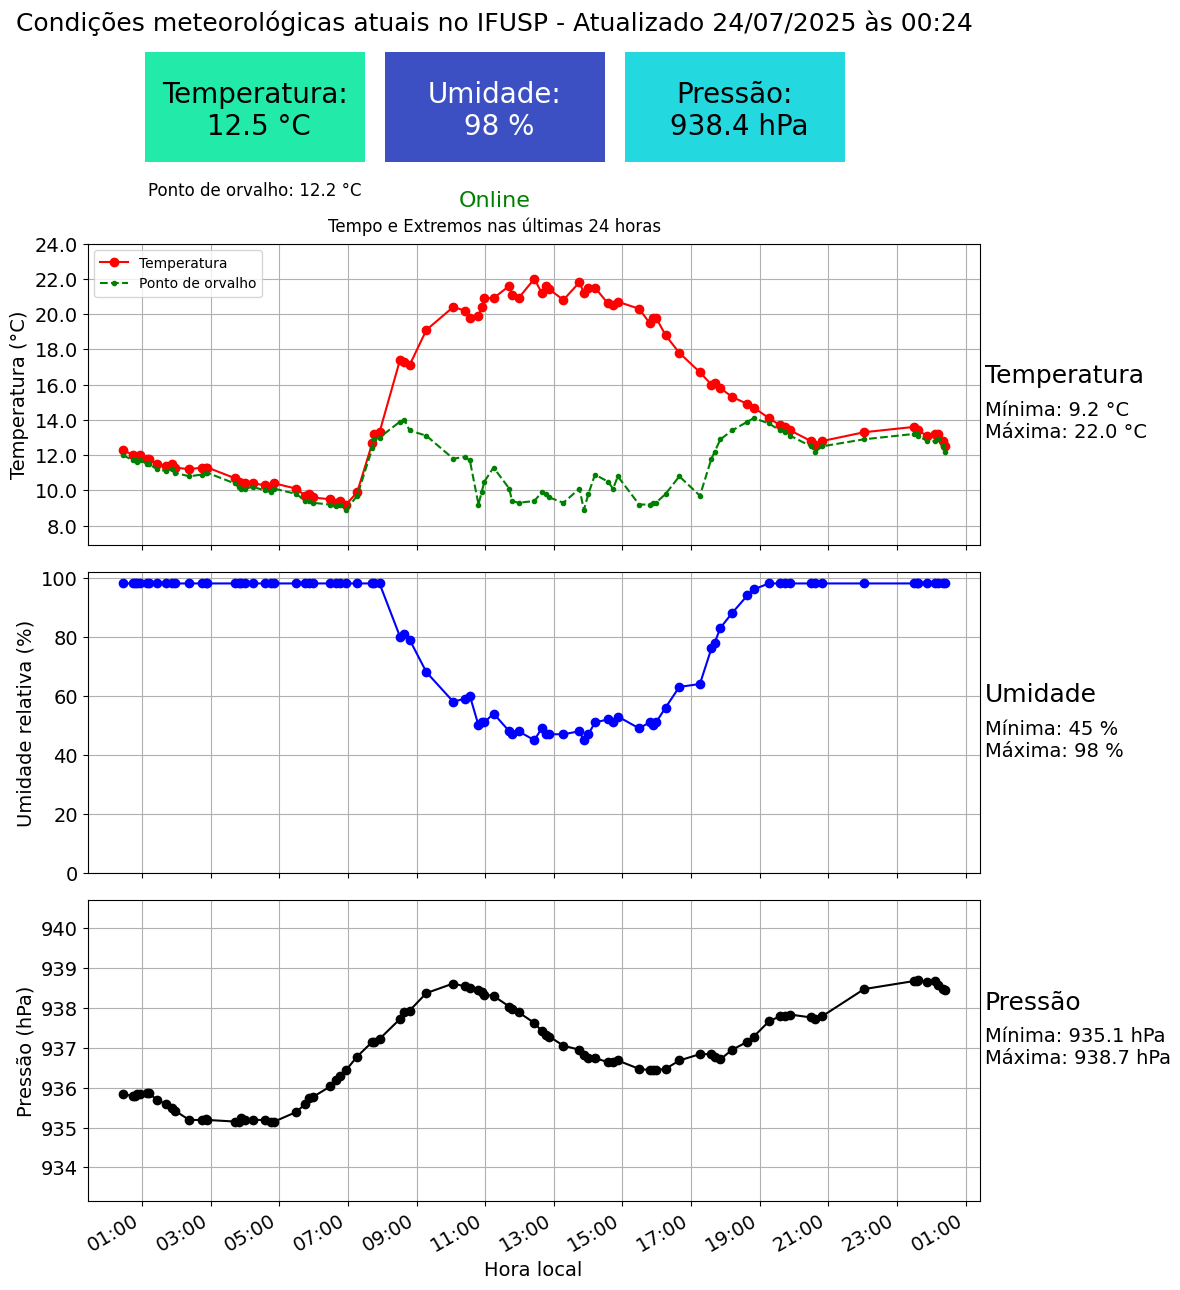 Condições meteorológicas atuais no IFUSP - Atualizado 24/07/2025 às 00:24
Temperatura:
12.5 °C
Umidade:
98 %
Pressão:
938.4 hPa
Ponto de orvalho: 12.2 °C
Online
Tempo e Extremos nas últimas 24 horas
Temperatura
Ponto de orvalho
Temperatura (°C)
24.0
22.0
20.0
18.0
16.0
14.0
12.0
10.0
8.0
Temperatura
Mínima: 9.2 °C
Máxima: 22.0 °C
Umidade relativa (%)
100
80
60
40
20
0
Umidade
Mínima: 45 %
Máxima: 98 %
Pressão (hPa)
940
939
938
937
936
935
934
Pressão
Mínima: 935.1 hPa
Máxima: 938.7 hPa
01:00 03:00 05:00 07:00 09:00 11:00 13:00 15:00 17:00 19:00 21:00 23:00 01:00
Hora local